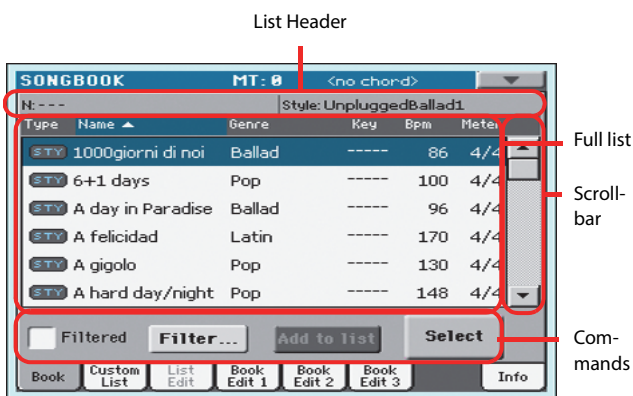 List Header
SONGBOOK MT: 0 <no chord>
N: --- Style: UnpluggedBallad1
Type Name Genre Key Bpm Meter
STY 1000giorni di noi Ballad ----- 86 4/4
STY 6+1 days Pop ----- 100 4/4
STY A day in Paradise Ballad ----- 96 4/4
STY A felicidad Latin ----- 170 4/4
STY A gigolo Pop ----- 130 4/4
STY A hard day/night Pop ----- 148 4/4
Full list
Scroll-
bar
Filtered Filter... Add to list Select
Com-
mands
Book Custom List List Edit Book Edit 1 Book Edit 2 Book Edit 3 Info